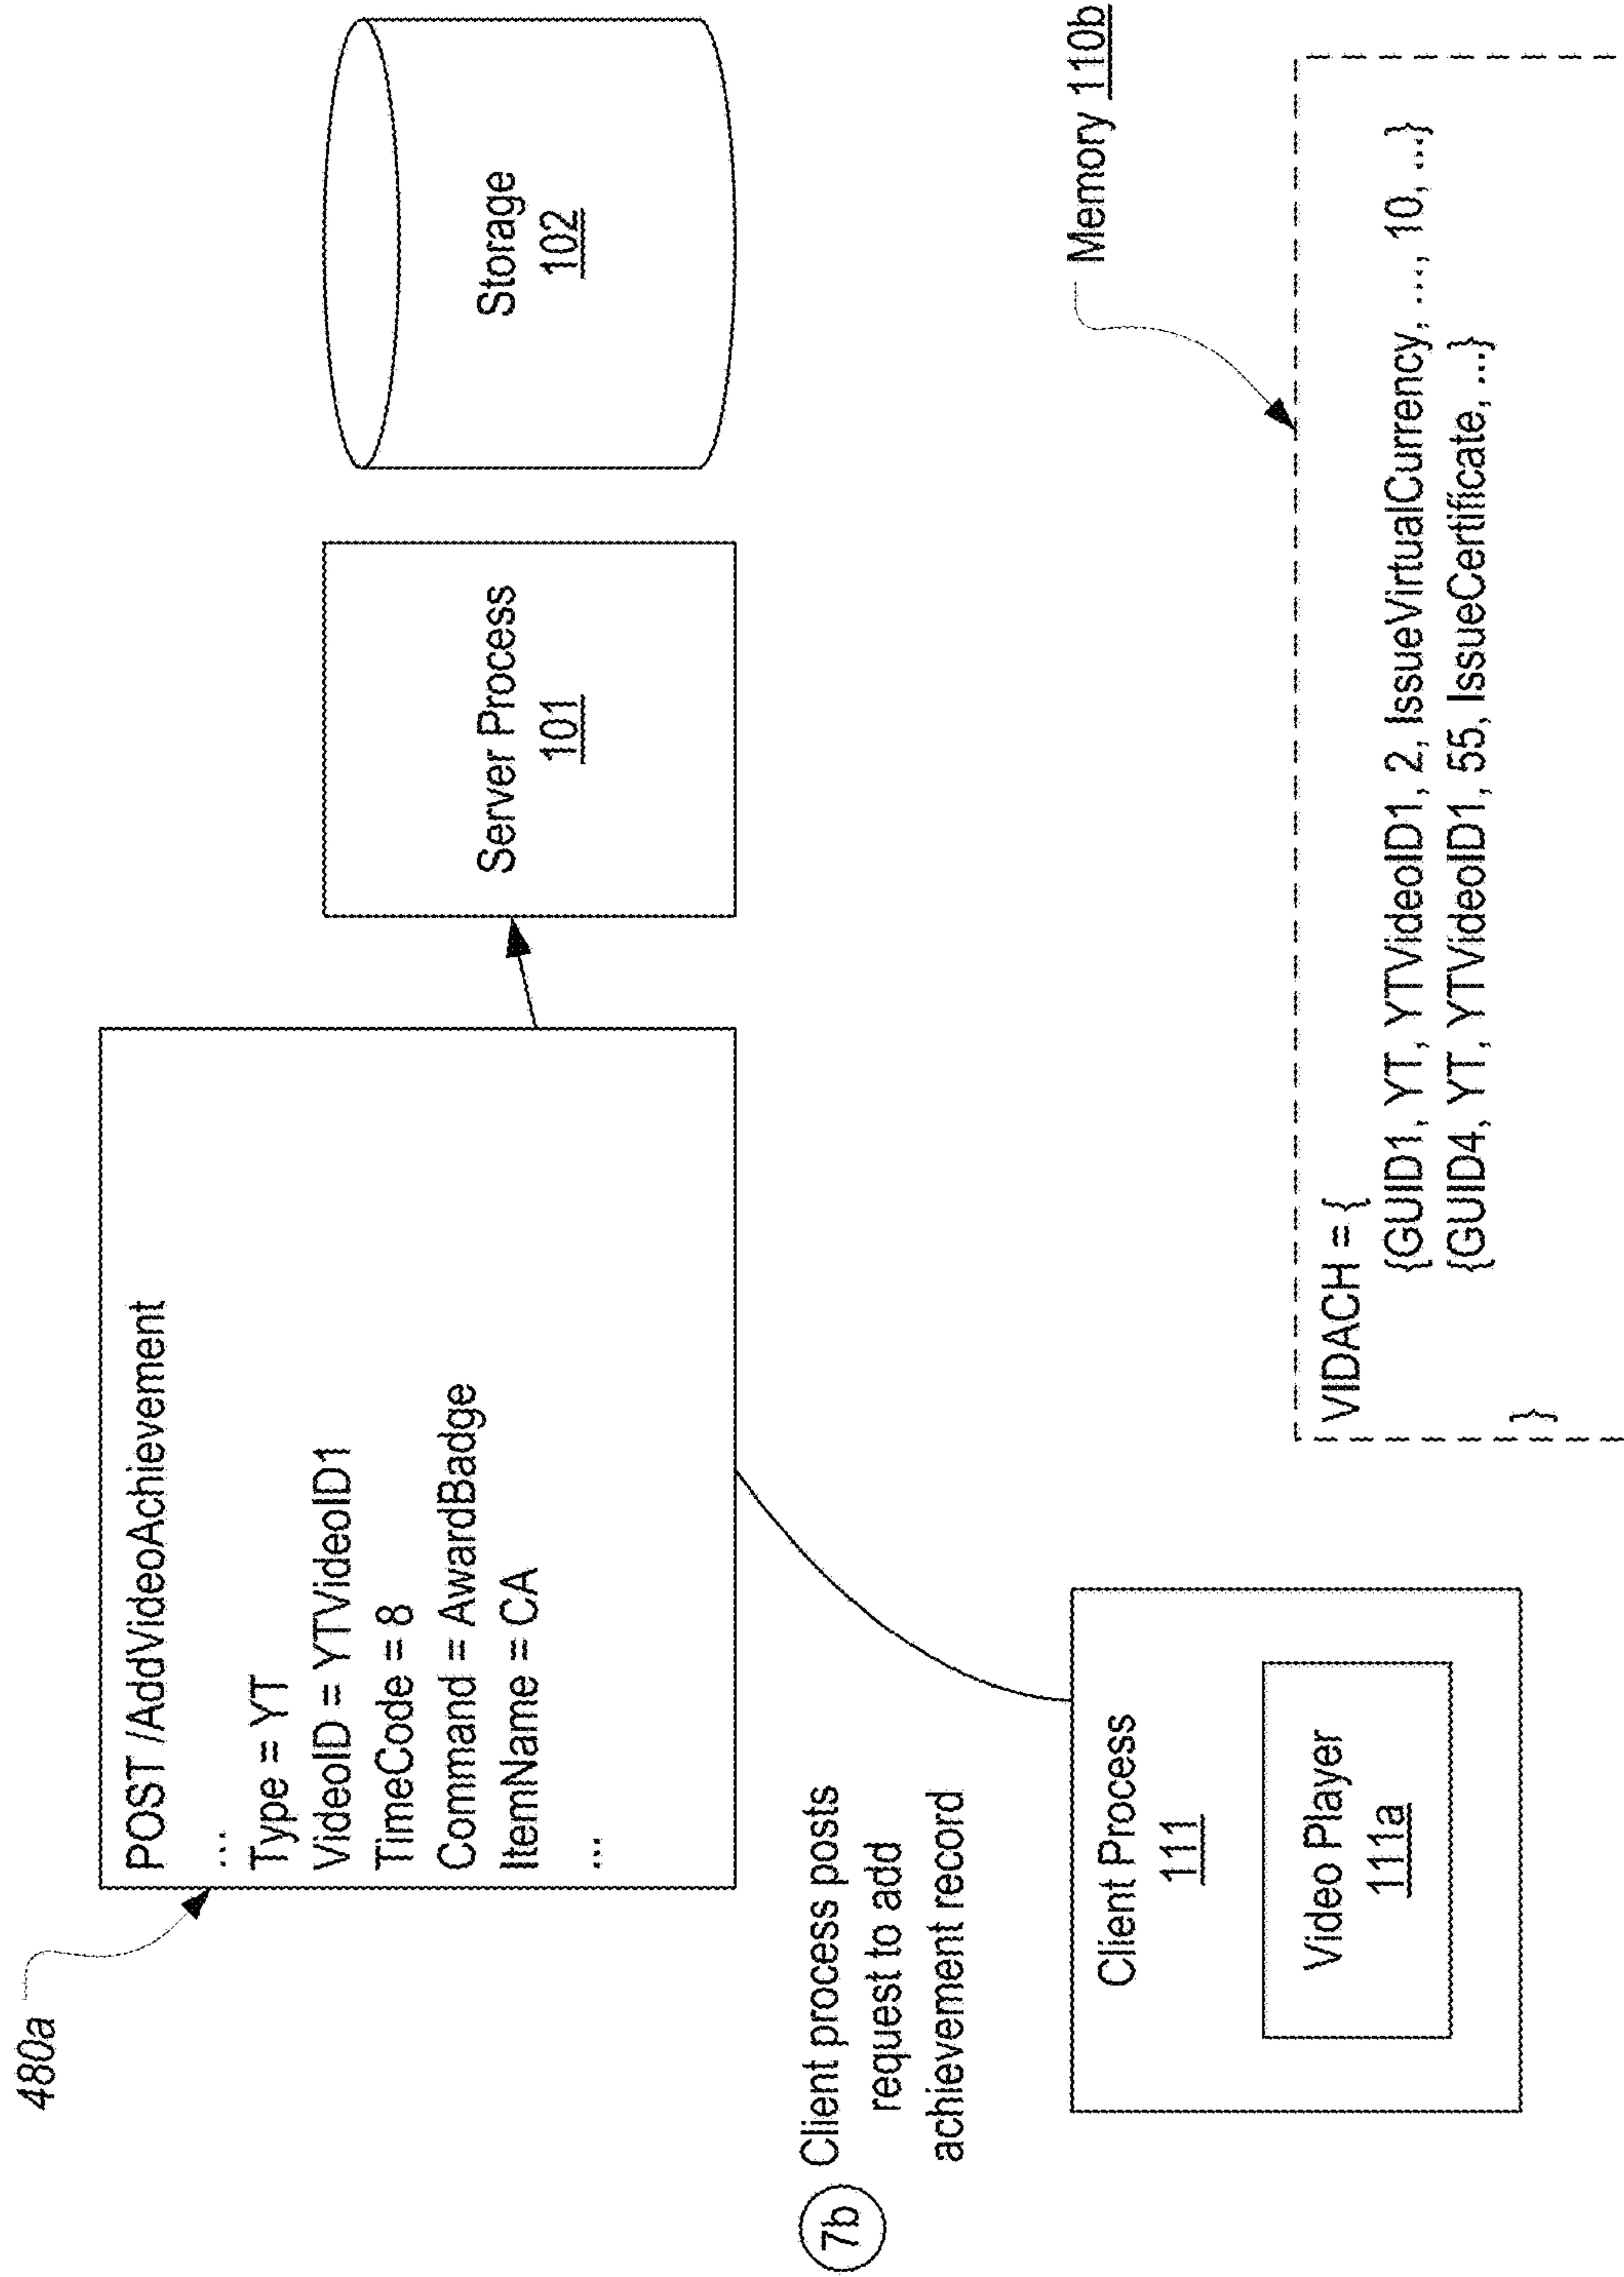 480a
POST /AddVideoAchievement
...
Type = YT
VideoID = YTVideoID1
TimeCode = 8
Command = AwardBadge
ItemName = CA
...
Server Process
101
Storage
102
7b
Client process posts
request to add
achievement record
Client Process
111
Video Player
111a
Memory 110b
VIDACH = {
{GUID1, YT, YTVideoID1, 2, IssueVirtualCurrency, ..., 10, ...}
{GUID4, YT, YTVideoID1, 55, IssueCertificate, ...}
}